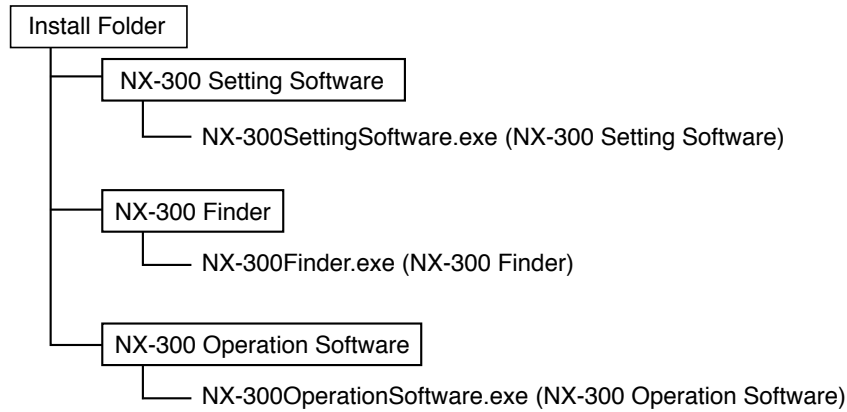 Install Folder
NX-300 Setting Software
NX-300SettingSoftware.exe (NX-300 Setting Software)
NX-300 Finder
NX-300Finder.exe (NX-300 Finder)
NX-300 Operation Software
NX-300OperationSoftware.exe (NX-300 Operation Software)